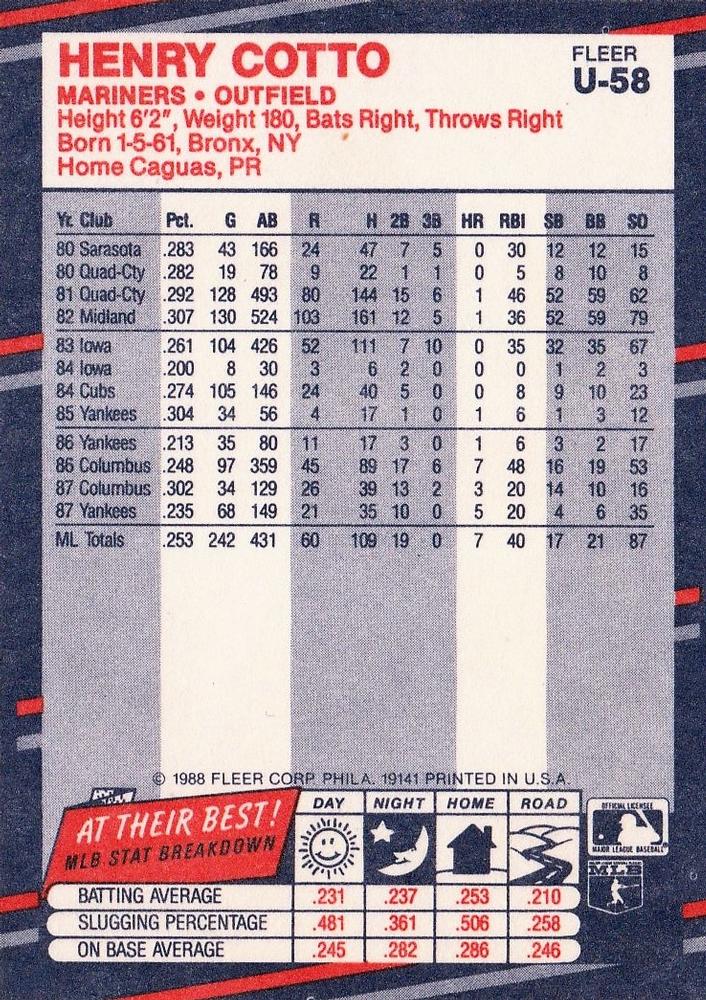 HENRY COTTO
FLEER
U-58
MARINERS • OUTFIELD
Height 6'2", Weight 180, Bats Right, Throws Right
Born 1-5-61, Bronx, NY
Home Caguas, PR
Yr. Club Pct. G AB R H 2B 3B HR RBI SB BB SO
80 Sarasota .283 43 166 24 47 7 5 0 30 12 12 15
80 Quad-Cty .282 19 78 9 22 1 1 0 5 8 10 8
81 Quad-Cty .292 128 493 80 144 15 6 1 46 52 59 62
82 Midland .307 130 524 103 161 12 5 1 36 52 59 79
83 Iowa .261 104 426 52 111 7 10 0 35 32 35 67
84 Iowa .200 8 30 3 6 2 0 0 0 1 2 3
84 Cubs .274 105 146 24 40 5 0 0 8 9 10 23
85 Yankees .304 34 56 4 17 1 0 1 6 1 3 12
86 Yankees .213 35 80 11 17 3 0 1 6 3 2 17
86 Columbus .248 97 359 45 89 17 6 7 48 16 19 53
87 Columbus .302 34 129 26 39 13 2 3 20 14 10 16
87 Yankees .235 68 149 21 35 10 0 5 20 4 6 35
ML Totals .253 242 431 60 109 19 0 7 40 17 21 87
© 1988 FLEER CORP. PHILA. 19141 PRINTED IN U.S.A.
AT THEIR BEST!
MLB STAT BREAKDOWN
DAY NIGHT HOME ROAD
OFFICIAL LICENSEE
MAJOR LEAGUE BASEBALL
MLB
BATTING AVERAGE .231 .237 .253 .210
SLUGGING PERCENTAGE .481 .361 .506 .258
ON BASE AVERAGE .245 .282 .286 .246